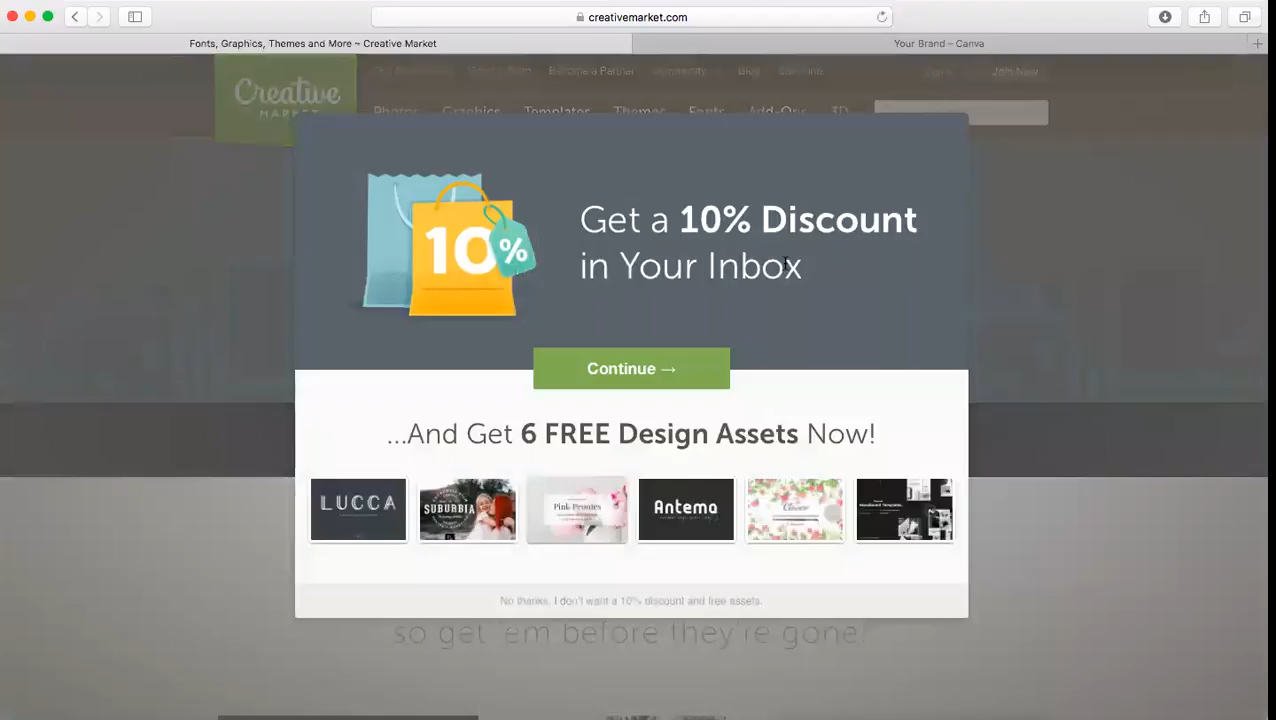 creativemarket.com
Fonts, Graphics, Themes and More ~ Creative Market
Your Brand – Canva
Become a Partner
Community
Blog
Join Now
Creative
MARKET
Photos Graphics Templates Themes Fonts Add-Ons 3D
10%
Get a 10% Discount
in Your Inbox
Continue →
...And Get 6 FREE Design Assets Now!
LUCCA
SUBURBIA
Pink Peonies
Antema
No thanks, I don't want a 10% discount and free assets.
so get 'em before they're gone!